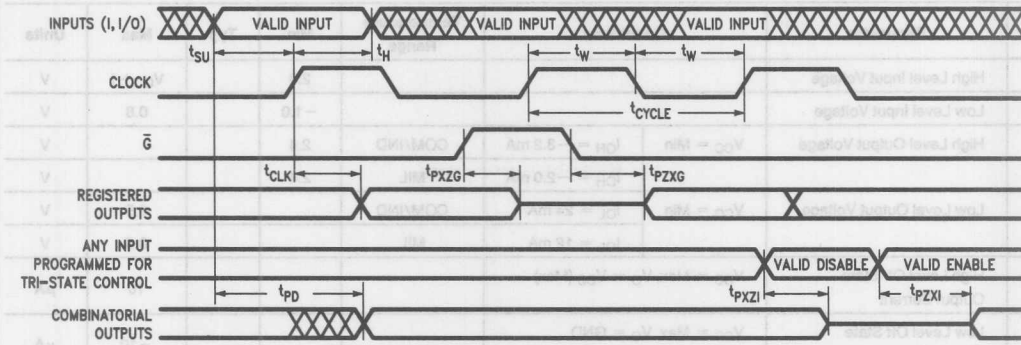 INPUTS (I, I/O)
VALID INPUT
VALID INPUT
VALID INPUT
tSU
tH
tW
tW
CLOCK
tCYCLE
G̅
tCLK
tPXZG
tPZXG
REGISTERED
OUTPUTS
ANY INPUT
PROGRAMMED FOR
TRI-STATE CONTROL
VALID DISABLE
VALID ENABLE
tPD
tPXZI
tPZXI
COMBINATORIAL
OUTPUTS